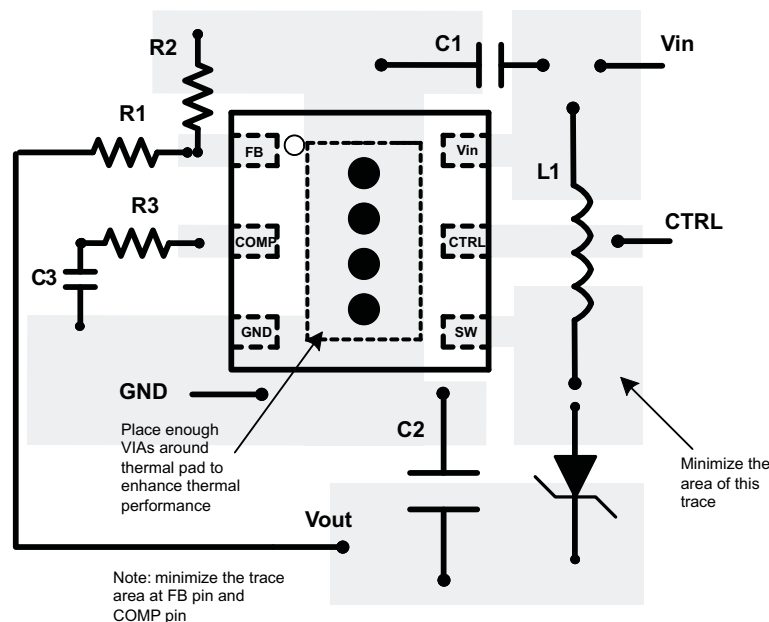 R2
C1
Vin
R1
FB
Vin
L1
R3
COMP
CTRL
CTRL
C3
GND
SW
GND
Place enough
VIAs around
thermal pad to
enhance thermal
performance
C2
Minimize the
area of this
trace
Vout
Note: minimize the trace
area at FB pin and
COMP pin